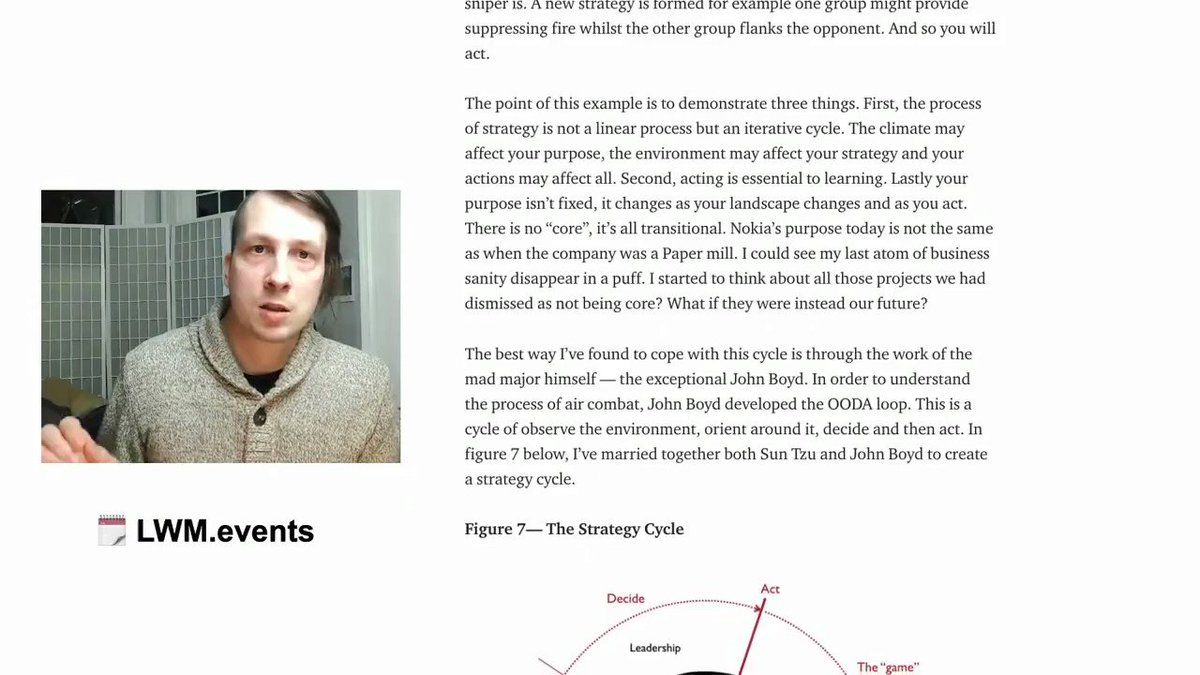 sniper is. A new strategy is formed for example one group might provide
suppressing fire whilst the other group flanks the opponent. And so you will
act.
The point of this example is to demonstrate three things. First, the process
of strategy is not a linear process but an iterative cycle. The climate may
affect your purpose, the environment may affect your strategy and your
actions may affect all. Second, acting is essential to learning. Lastly your
purpose isn’t fixed, it changes as your landscape changes and as you act.
There is no “core”, it’s all transitional. Nokia’s purpose today is not the same
as when the company was a Paper mill. I could see my last atom of business
sanity disappear in a puff. I started to think about all those projects we had
dismissed as not being core? What if they were instead our future?
The best way I’ve found to cope with this cycle is through the work of the
mad major himself — the exceptional John Boyd. In order to understand
the process of air combat, John Boyd developed the OODA loop. This is a
cycle of observe the environment, orient around it, decide and then act. In
figure 7 below, I’ve married together both Sun Tzu and John Boyd to create
a strategy cycle.
LWM.events
Figure 7— The Strategy Cycle
Act
Decide
Leadership
The “game”